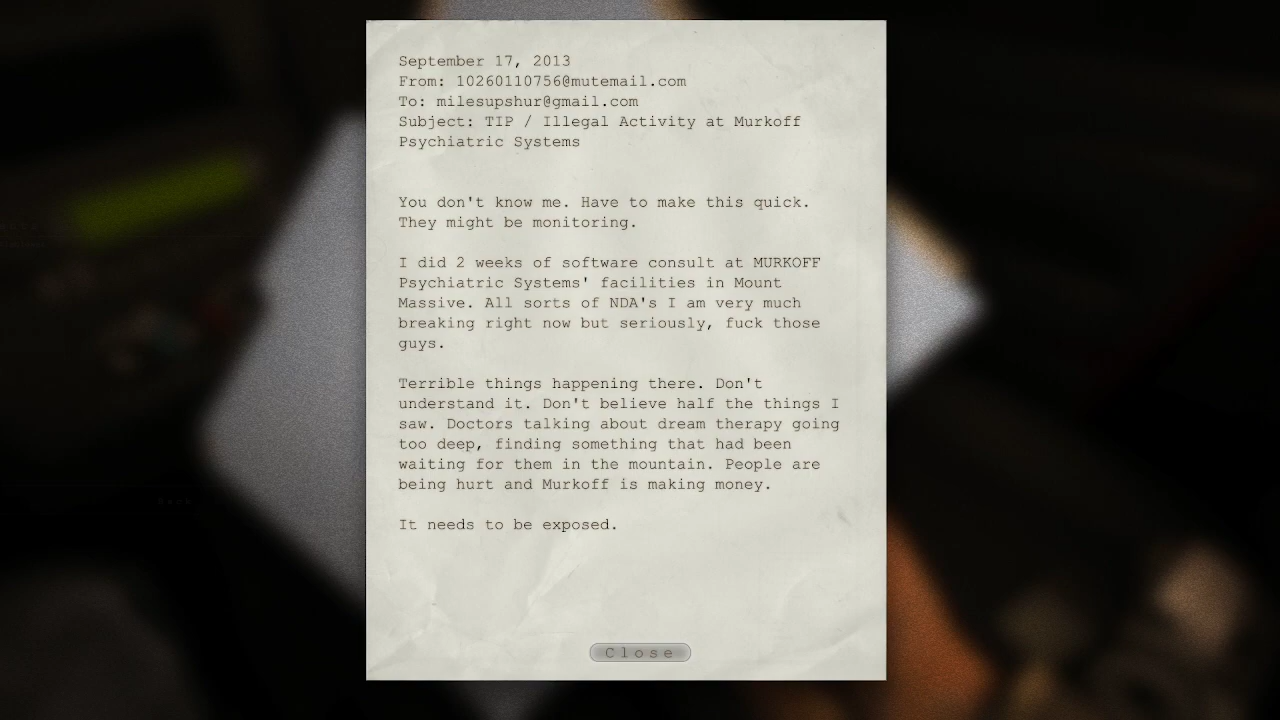 September 17, 2013
From: 10260110756@mutemail.com
To: milesupshur@gmail.com
Subject: TIP / Illegal Activity at Murkoff
Psychiatric Systems
You don't know me. Have to make this quick.
They might be monitoring.
I did 2 weeks of software consult at MURKOFF
Psychiatric Systems' facilities in Mount
Massive. All sorts of NDA's I am very much
breaking right now but seriously, fuck those
guys.
Terrible things happening there. Don't
understand it. Don't believe half the things I
saw. Doctors talking about dream therapy going
too deep, finding something that had been
waiting for them in the mountain. People are
being hurt and Murkoff is making money.
It needs to be exposed.
Close